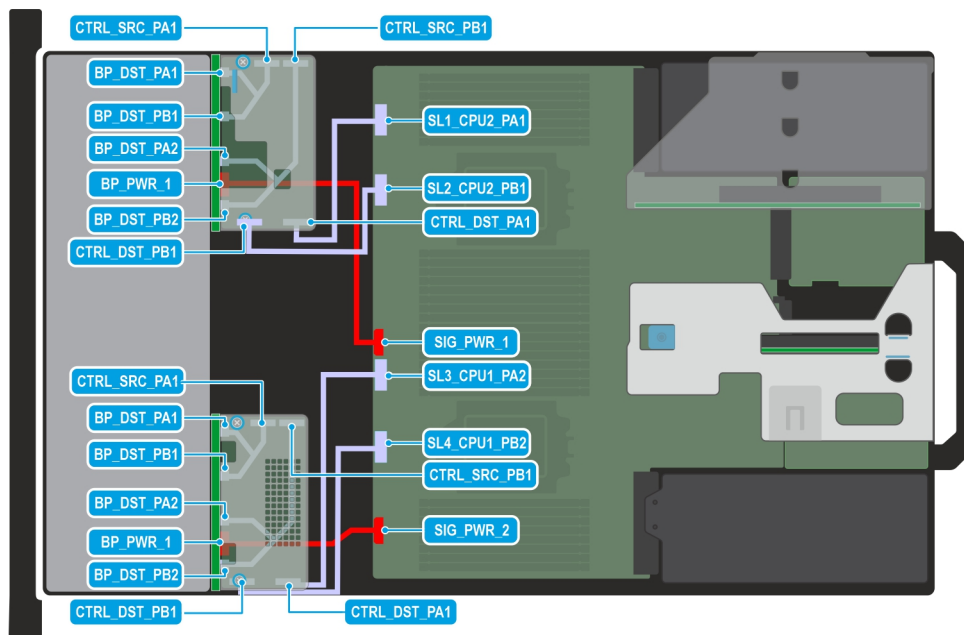 CTRL_SRC_PA1
CTRL_SRC_PB1
BP_DST_PA1
BP_DST_PB1
SL1_CPU2_PA1
BP_DST_PA2
BP_PWR_1
SL2_CPU2_PB1
BP_DST_PB2
CTRL_DST_PA1
CTRL_DST_PB1
SIG_PWR_1
CTRL_SRC_PA1
SL3_CPU1_PA2
BP_DST_PA1
SL4_CPU1_PB2
BP_DST_PB1
CTRL_SRC_PB1
BP_DST_PA2
SIG_PWR_2
BP_PWR_1
BP_DST_PB2
CTRL_DST_PB1
CTRL_DST_PA1